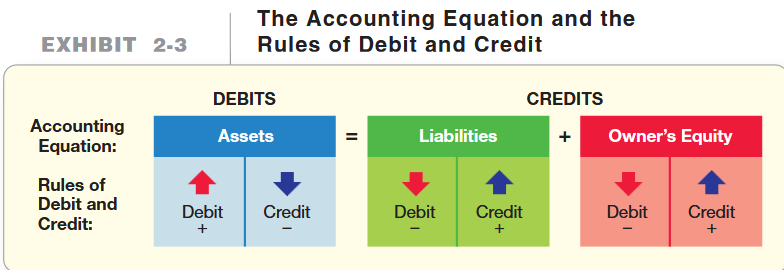 EXHIBIT 2-3
The Accounting Equation and the
Rules of Debit and Credit
DEBITS CREDITS
Accounting
Equation:
Assets = Liabilities + Owner's Equity
Rules of
Debit and
Credit:
Debit Credit Debit Credit Debit Credit
+ − − + − +